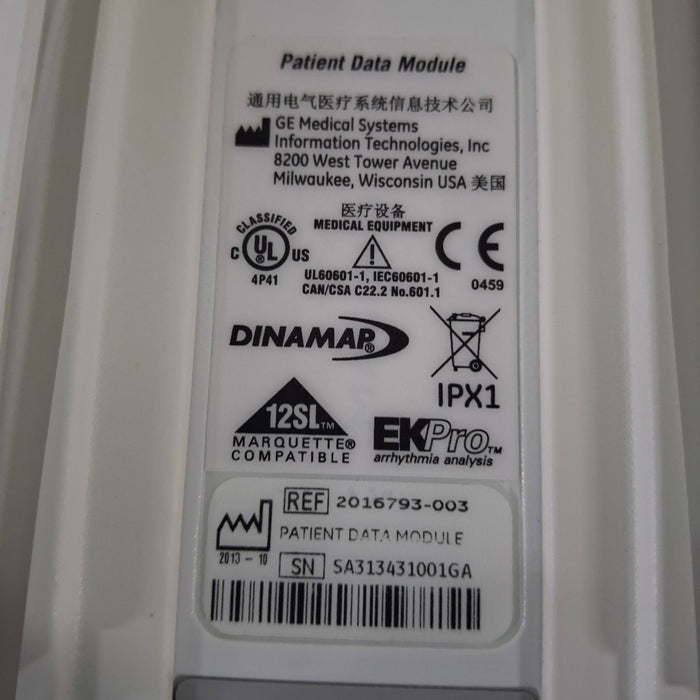 Patient Data Module
通用电气医疗系统信息技术公司
GE Medical Systems
Information Technologies, Inc
8200 West Tower Avenue
Milwaukee, Wisconsin USA 美国
医疗设备
MEDICAL EQUIPMENT
CLASSIFIED
C UL® US
4P41
UL60601-1, IEC60601-1
CAN/CSA C22.2 No.601.1
CE
0459
DINAMAP®
IPX1
12SL™
MARQUETTE®
COMPATIBLE
EKPro™
arrhythmia analysis
REF 2016793-003
PATIENT DATA MODULE
2013-10
SN SA313431001GA